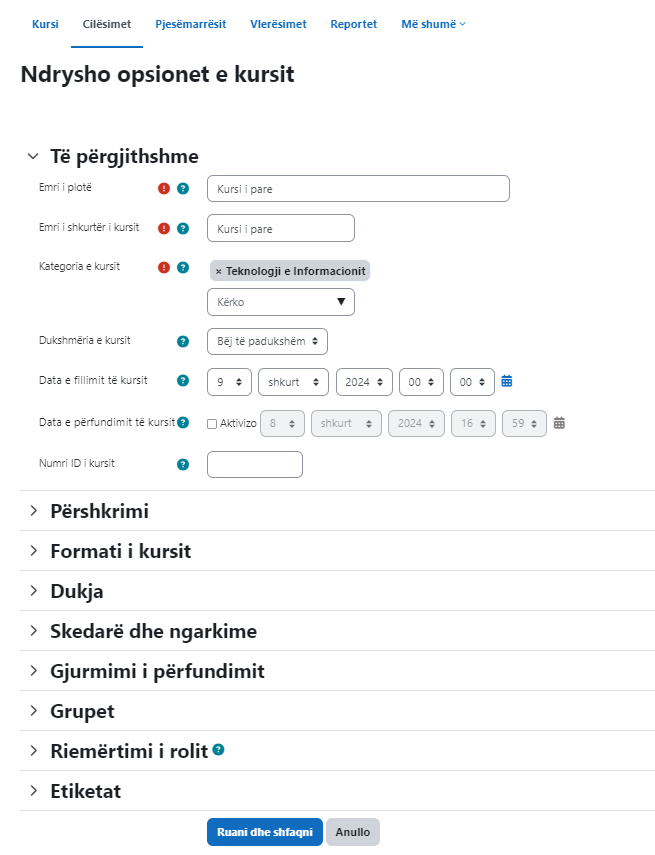 Kursi Cilësimet Pjesëmarrësit Vlerësimet Reportet Më shumë
Ndrysho opsionet e kursit
Të përgjithshme
Emri i plotë Kursi i pare
Emri i shkurtër i kursit Kursi i pare
Kategoria e kursit × Teknologji e Informacionit
Kërko
Dukshmëria e kursit Bëj të padukshëm
Data e fillimit të kursit 9 shkurt 2024 00 00
Data e përfundimit të kursit Aktivizo 8 shkurt 2024 16 59
Numri ID i kursit
Përshkrimi
Formati i kursit
Dukja
Skedarë dhe ngarkime
Gjurmimi i përfundimit
Grupet
Riemërtimi i rolit
Etiketat
Ruani dhe shfaqni Anullo